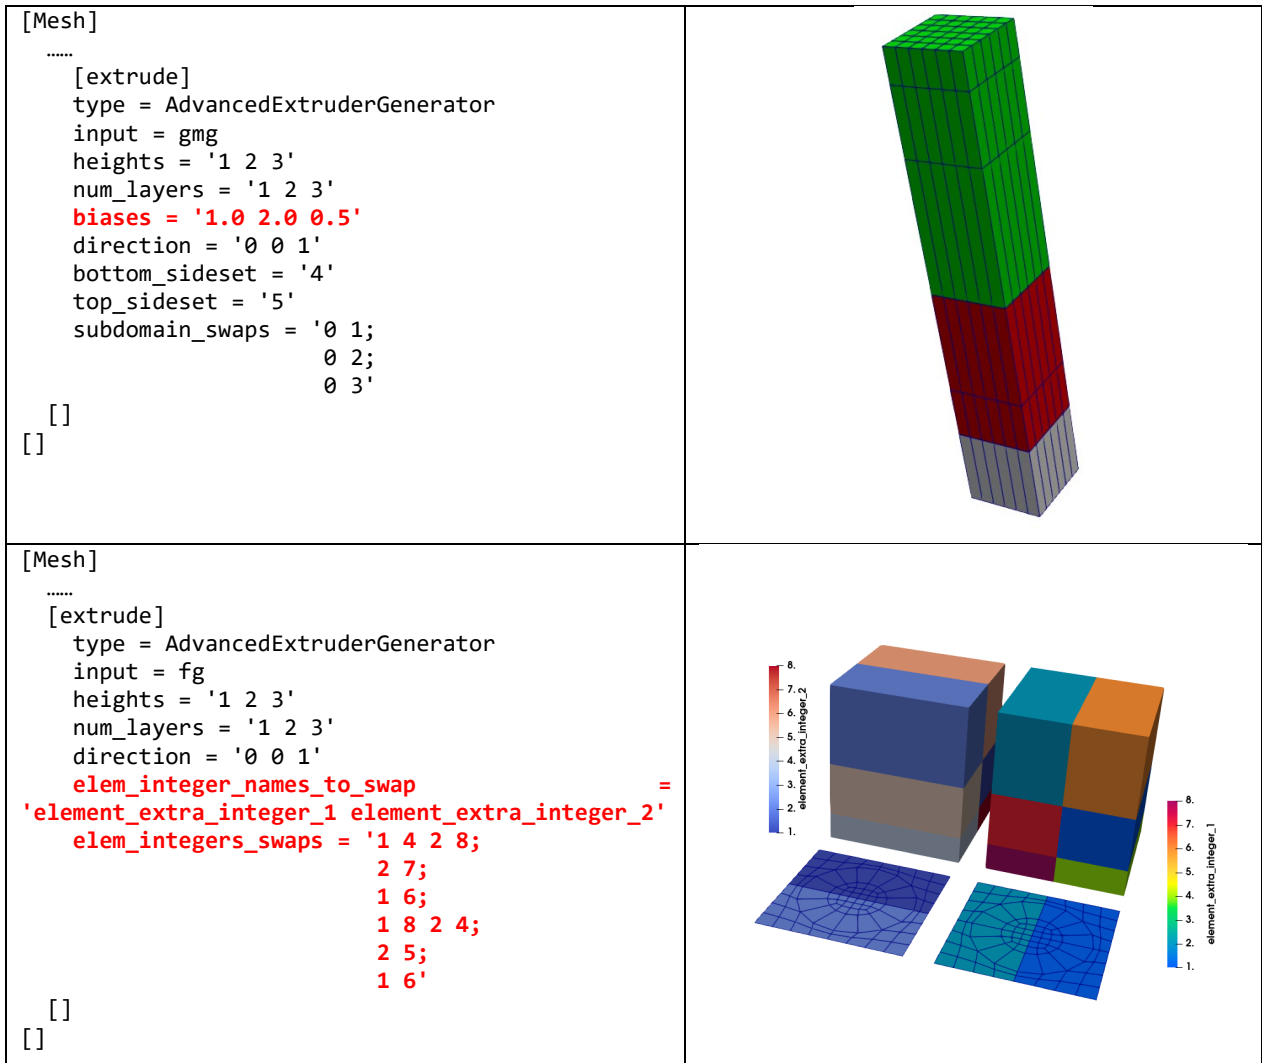 [Mesh]
……
[extrude]
type = AdvancedExtruderGenerator
input = gmg
heights = '1 2 3'
num_layers = '1 2 3'
biases = '1.0 2.0 0.5'
direction = '0 0 1'
bottom_sideset = '4'
top_sideset = '5'
subdomain_swaps = '0 1;
0 2;
0 3'
[]
[]
[Mesh]
……
[extrude]
type = AdvancedExtruderGenerator
input = fg
heights = '1 2 3'
num_layers = '1 2 3'
direction = '0 0 1'
elem_integer_names_to_swap =
'element_extra_integer_1 element_extra_integer_2'
elem_integers_swaps = '1 4 2 8;
2 7;
1 6;
1 8 2 4;
2 5;
1 6'
[]
[]
8.
7.
6.
5.
4.
3.
2.
1.
element_extra_integer_2
8.
7.
6.
5.
4.
3.
2.
1.
element_extra_integer_1